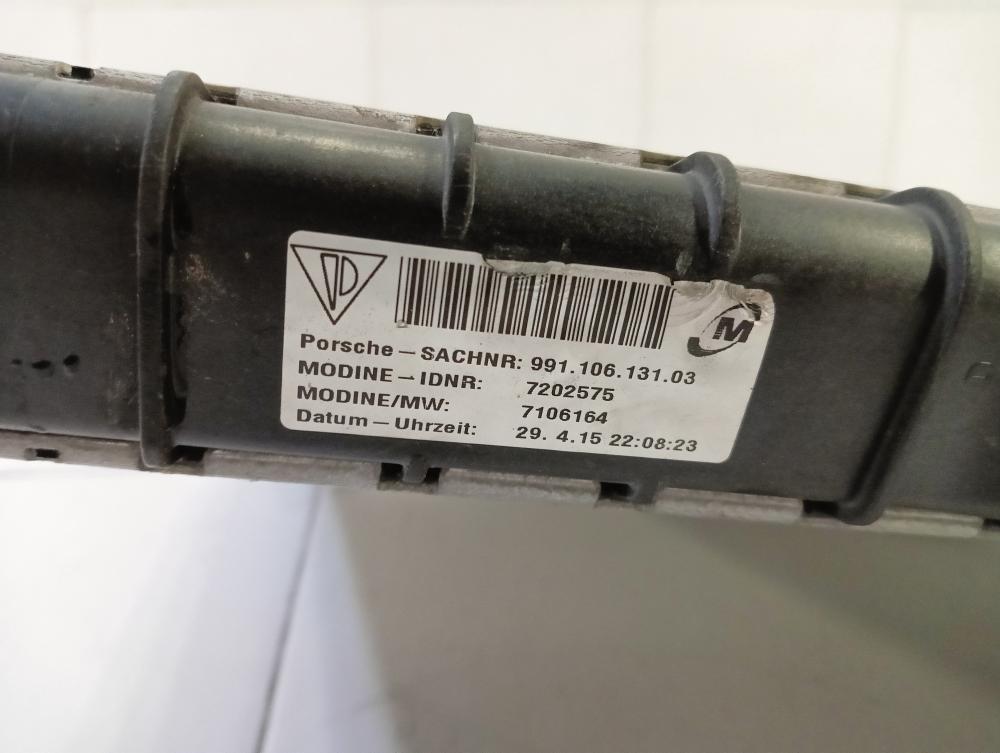 M
Porsche – SACHNR: 991.106.131.03
MODINE – IDNR: 7202575
MODINE/MW: 7106164
Datum – Uhrzeit: 29. 4.15 22:08:23